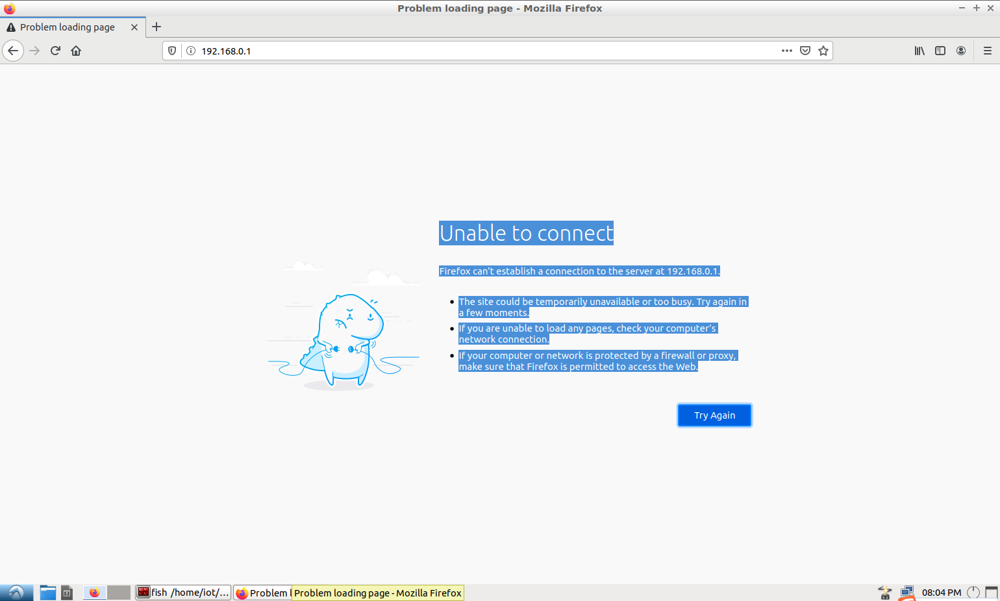 Problem loading page - Mozilla Firefox
Problem loading page
192.168.0.1
Unable to connect
Firefox can’t establish a connection to the server at 192.168.0.1.
The site could be temporarily unavailable or too busy. Try again in
a few moments.
If you are unable to load any pages, check your computer’s
network connection.
If your computer or network is protected by a firewall or proxy,
make sure that Firefox is permitted to access the Web.
Try Again
fish /home/iot/...
Problem l
Problem loading page - Mozilla Firefox
08:04 PM